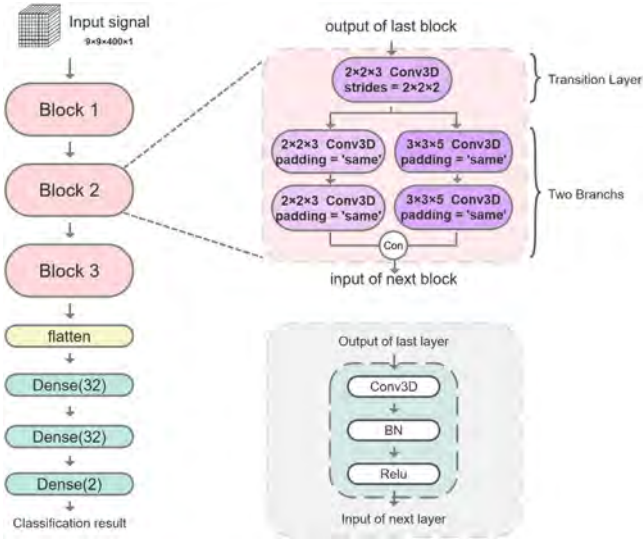 Input signal
9×9×400×1
Block 1
Block 2
Block 3
flatten
Dense(32)
Dense(32)
Dense(2)
Classification result
output of last block
2×2×3 Conv3D
strides = 2×2×2
Transition Layer
2×2×3 Conv3D
padding = 'same'
3×3×5 Conv3D
padding = 'same'
2×2×3 Conv3D
padding = 'same'
3×3×5 Conv3D
padding = 'same'
Two Branchs
Con
input of next block
Output of last layer
Conv3D
BN
Relu
Input of next layer